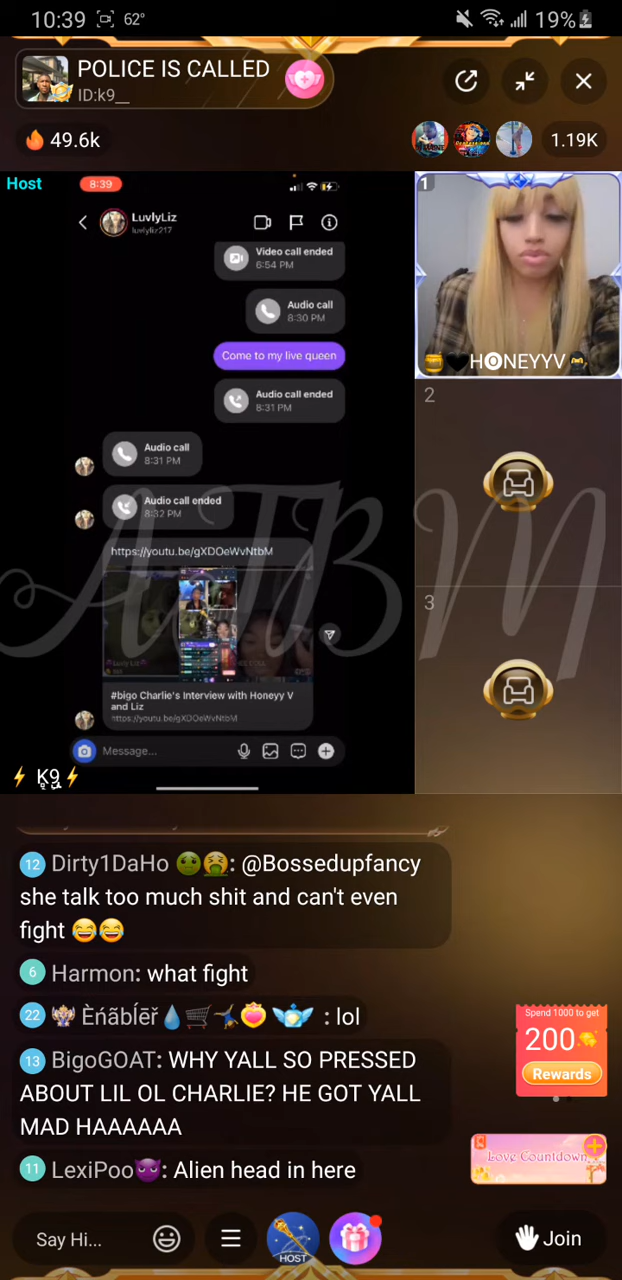 10:39 62° 19%
POLICE IS CALLED
ID:k9__
49.6k 1.19K
Host
8:39
LuvlyLiz
luvlyliz217
Video call ended
6:54 PM
Audio call
8:30 PM
Come to my live queen
Audio call ended
8:31 PM
Audio call
8:31 PM
Audio call ended
8:32 PM
https://youtu.be/gXDOeWvNtbM
#bigo Charlie's Interview with Honeyy V
and Liz
https://youtu.be/gXDOeWvNtbM
Message...
⚡ K9 ⚡
1
🍯🖤HⓄNEYYV
2
3
ATBM
12 Dirty1DaHo 🤢🤮: @Bossedupfancy
she talk too much shit and can't even
fight 😂😂
6 Harmon: what fight
22 Èńãbĺēř💧🛒 : lol
13 BigoGOAT: WHY YALL SO PRESSED
ABOUT LIL OL CHARLIE? HE GOT YALL
MAD HAAAAAA
11 LexiPoo😈: Alien head in here
Spend 1000 to get
200
Rewards
Love Countdown
Say Hi...
HOST
Join